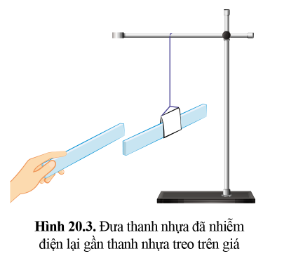 Hình 20.3. Đưa thanh nhựa đã nhiễm
điện lại gần thanh nhựa treo trên giá